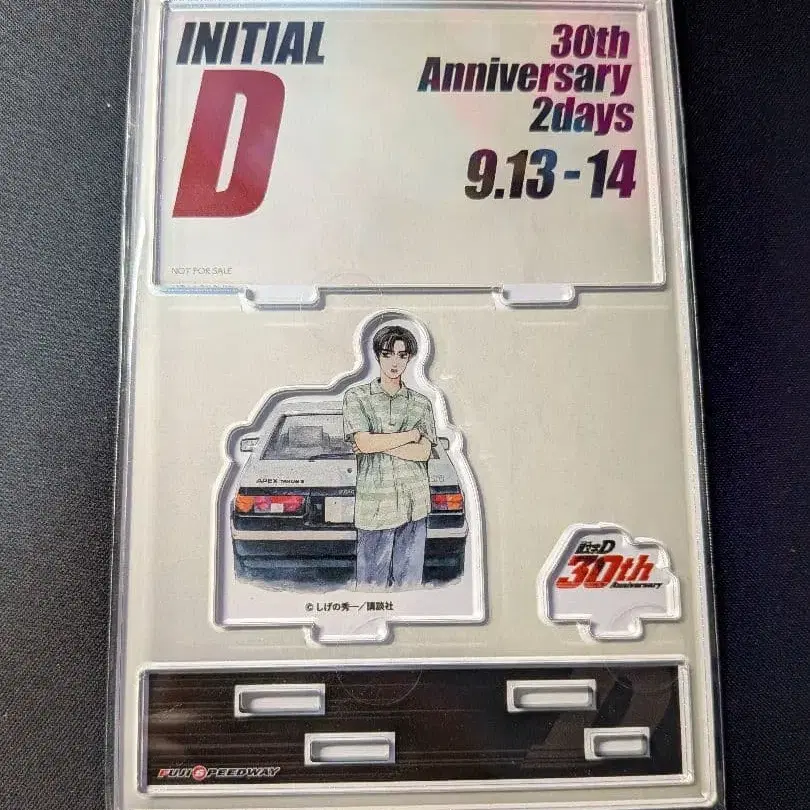 INITIAL
D
30th
Anniversary
2days
9.13-14
NOT FOR SALE
APEX
© しげの秀一／講談社
頭文字D
30th
Anniversary
FUJI SPEEDWAY